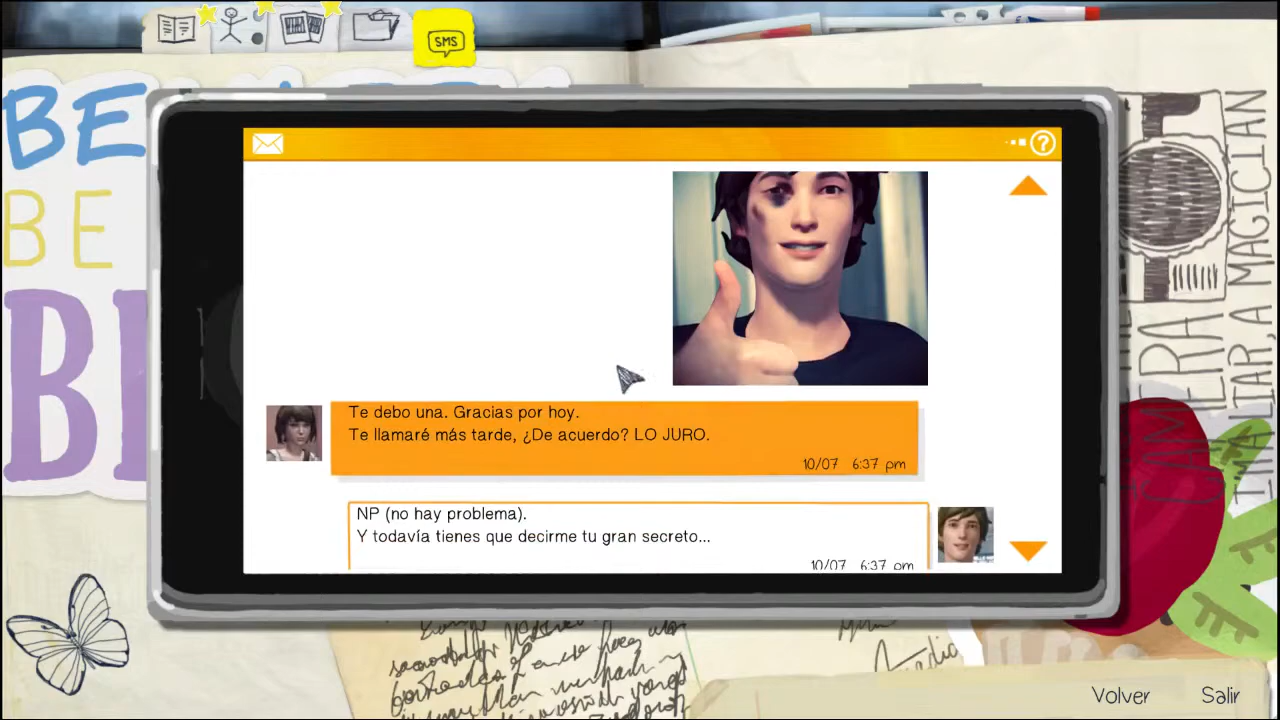 SMS
BE
BE
Te debo una. Gracias por hoy.
Te llamaré más tarde, ¿De acuerdo? LO JURO.
10/07 6:37 pm
NP (no hay problema).
Y todavía tienes que decirme tu gran secreto...
10/07 6:37 pm
CAMERA
LIAR, A MAGICIAN
Volver Salir